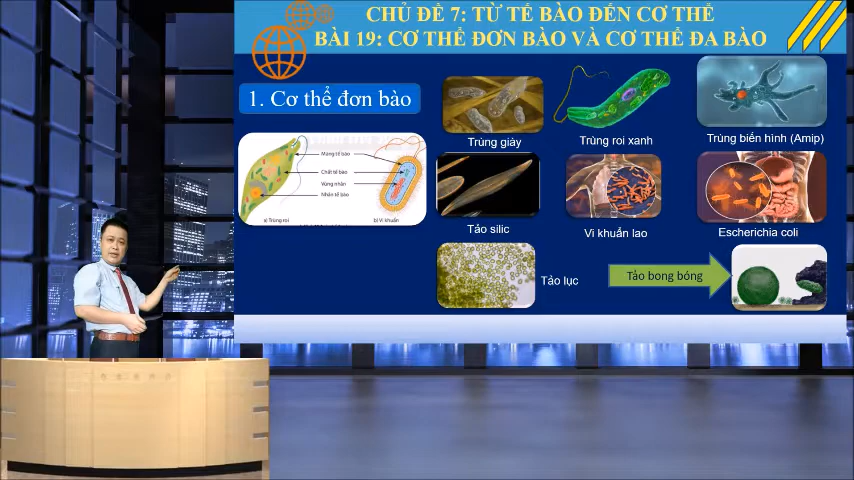 CHỦ ĐỀ 7: TỪ TẾ BÀO ĐẾN CƠ THỂ
BÀI 19: CƠ THỂ ĐƠN BÀO VÀ CƠ THỂ ĐA BÀO
1. Cơ thể đơn bào
Màng tế bào
Chất tế bào
Vùng nhân
Nhân tế bào
a) Trùng roi
b) Vi khuẩn
Trùng giày
Trùng roi xanh
Trùng biến hình (Amip)
Tảo silic
Vi khuẩn lao
Escherichia coli
Tảo lục
Tảo bong bóng